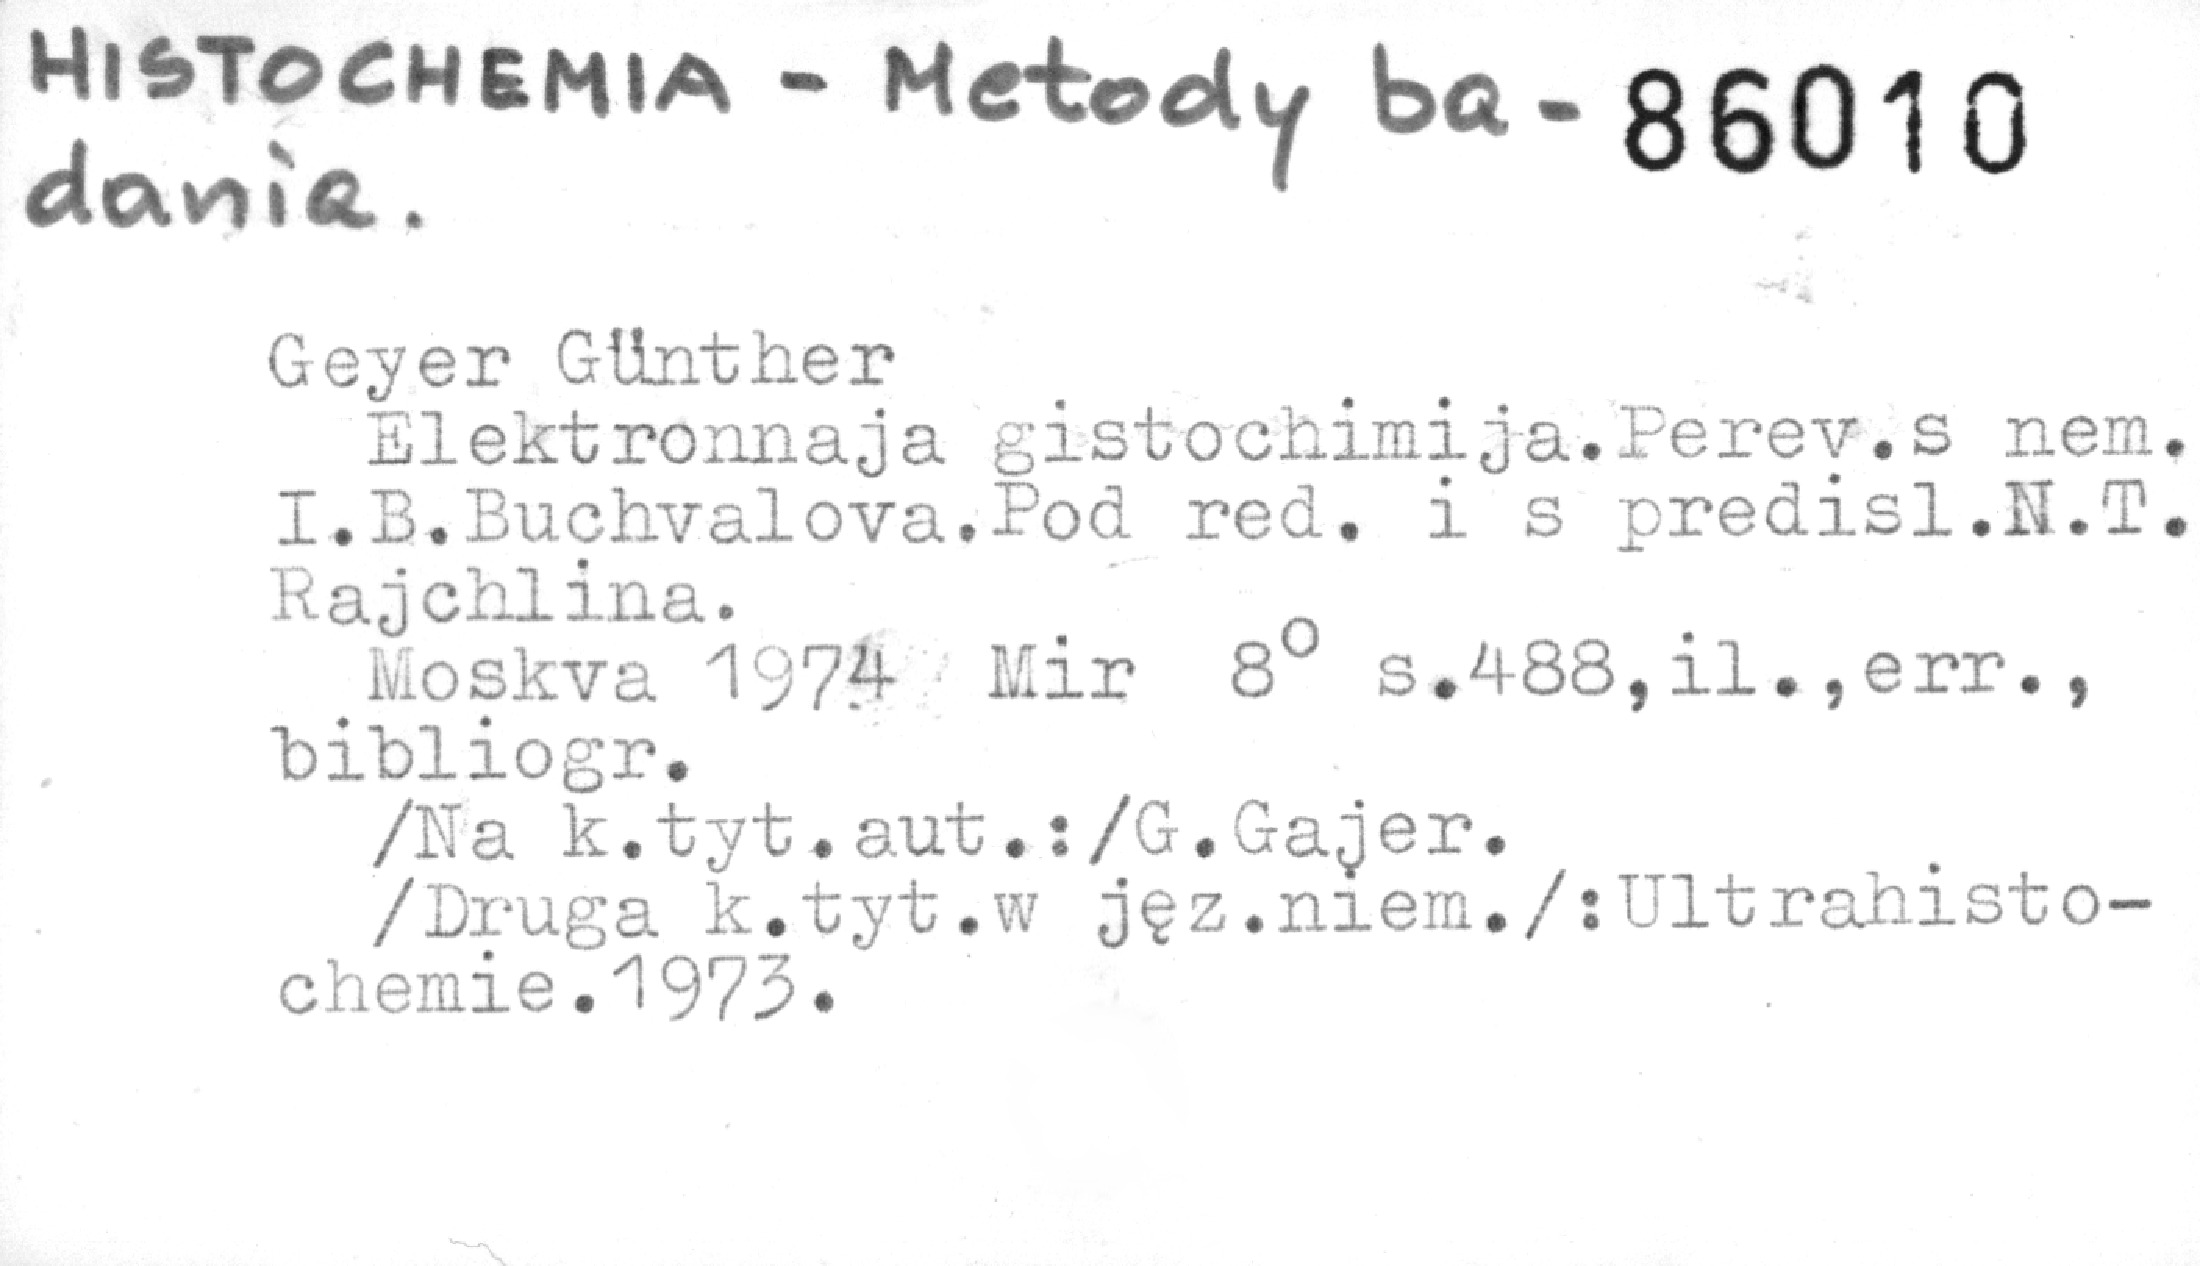 HISTOCHEMIA - Metody ba- 86010
dania.
Geyer Günther
Elektronnaja gistochimija.Perev.s nem.
I.B.Buchvalova.Pod red. i s predisl.N.T.
Rajchlina.
Moskva 1974 Mir 8° s.488,il.,err.,
bibliogr.
/Na k.tyt.aut.:/G.Gajer.
/Druga k.tyt.w jęz.niem./:Ultrahisto-
chemie.1973.